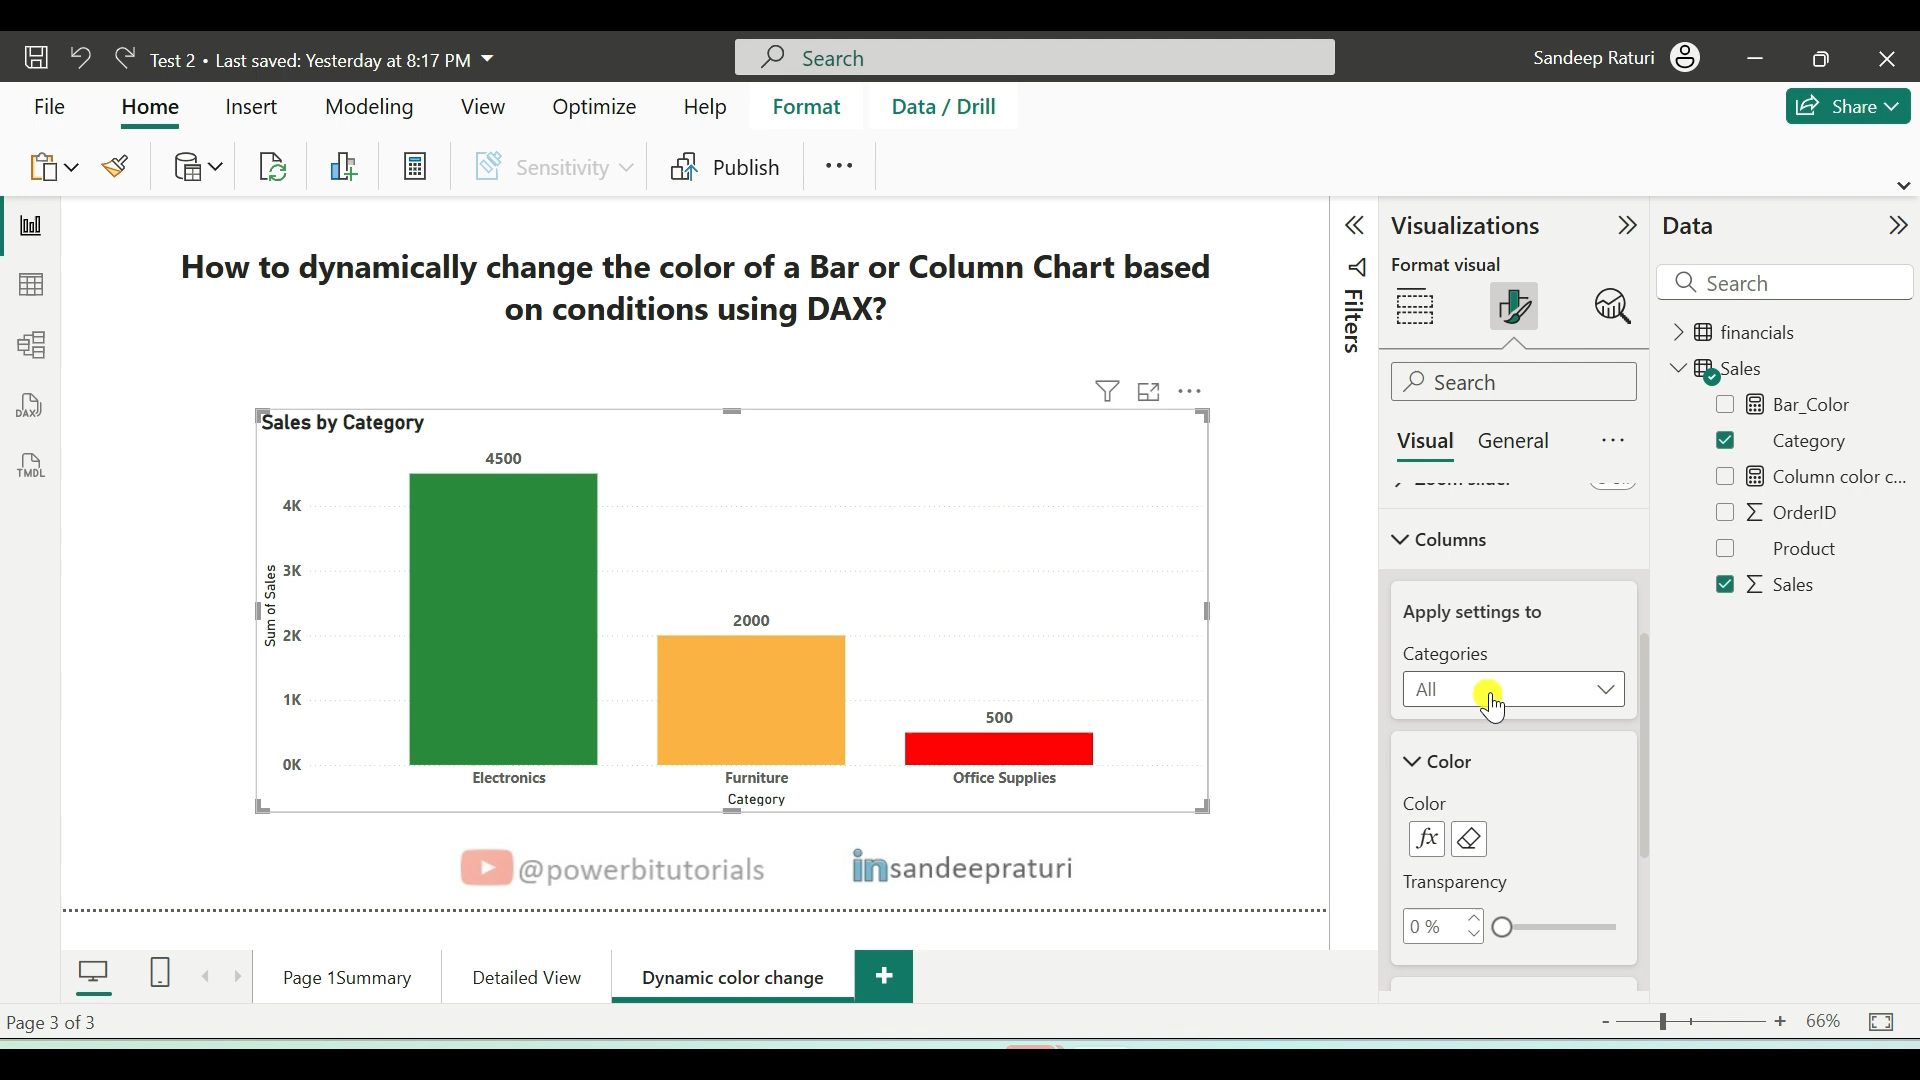 Test 2 • Last saved: Yesterday at 8:17 PM
Search
Sandeep Raturi
File
Home
Insert
Modeling
View
Optimize
Help
Format
Data / Drill
Share
Sensitivity
Publish
DAX
TMDL
How to dynamically change the color of a Bar or Column Chart based
on conditions using DAX?
Sales by Category
4500
2000
500
4K
3K
2K
1K
0K
Sum of Sales
Electronics
Furniture
Office Supplies
Category
@powerbitutorials
insandeepraturi
Filters
Visualizations
Format visual
Search
Visual
General
Columns
Apply settings to
Categories
All
Color
Color
fx
Transparency
0 %
Data
Search
financials
Sales
Bar_Color
Category
Column color c...
OrderID
Product
Sales
Page 1Summary
Detailed View
Dynamic color change
+
Page 3 of 3
- + 66%